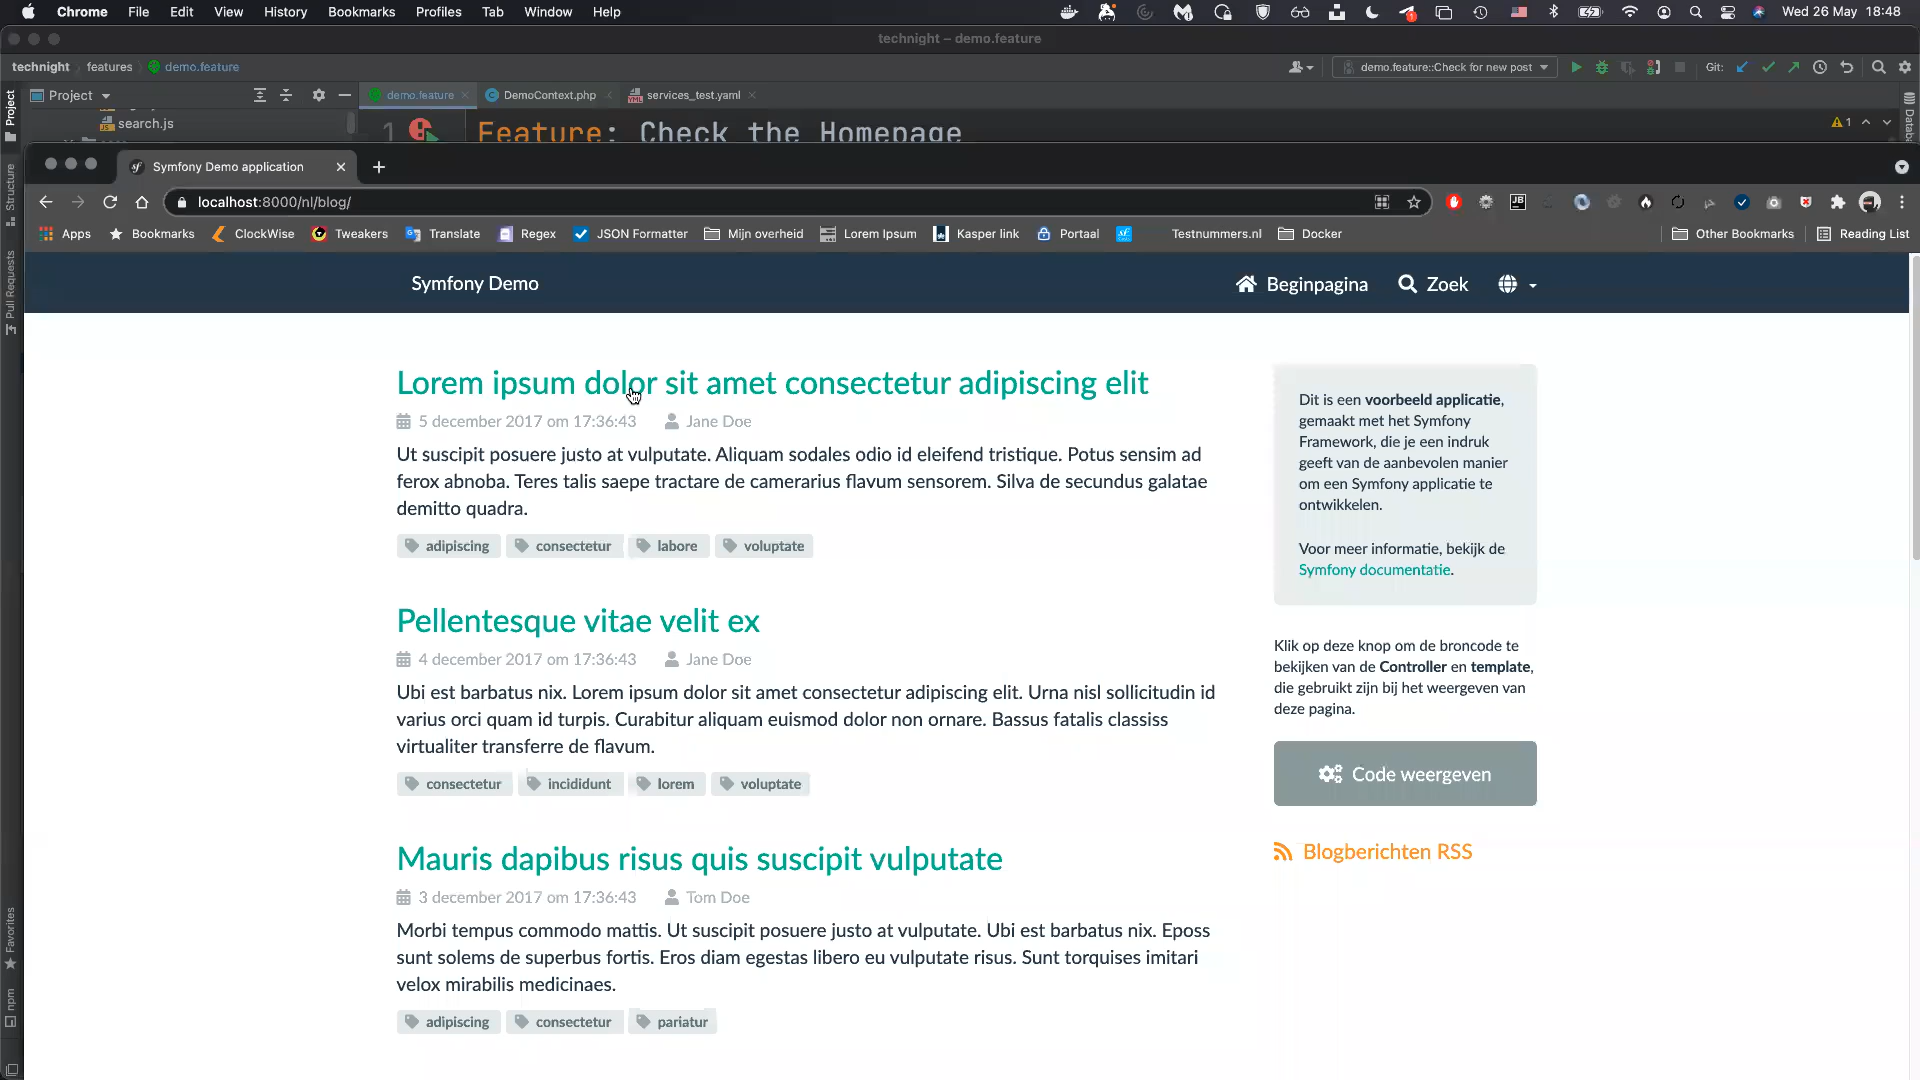 Chrome File Edit View History Bookmarks Profiles Tab Window Help Wed 26 May 18:48
technight – demo.feature
technight features demo.feature demo.feature::Check for new post Git:
Project demo.feature DemoContext.php services_test.yaml
Project
search.js 1 Feature: Check the Homepage 1
Symfony Demo application
Structure
localhost:8000/nl/blog/
Apps Bookmarks ClockWise Tweakers Translate Regex JSON Formatter Mijn overheid Lorem Ipsum Kasper link Portaal Testnummers.nl Docker Other Bookmarks Reading List
Pull Requests
Symfony Demo Beginpagina Zoek
Lorem ipsum dolor sit amet consectetur adipiscing elit
5 december 2017 om 17:36:43 Jane Doe
Ut suscipit posuere justo at vulputate. Aliquam sodales odio id eleifend tristique. Potus sensim ad
ferox abnoba. Teres talis saepe tractare de camerarius flavum sensorem. Silva de secundus galatae
demitto quadra.
adipiscing consectetur labore voluptate
Pellentesque vitae velit ex
4 december 2017 om 17:36:43 Jane Doe
Ubi est barbatus nix. Lorem ipsum dolor sit amet consectetur adipiscing elit. Urna nisl sollicitudin id
varius orci quam id turpis. Curabitur aliquam euismod dolor non ornare. Bassus fatalis classiss
virtualiter transferre de flavum.
consectetur incididunt lorem voluptate
Mauris dapibus risus quis suscipit vulputate
3 december 2017 om 17:36:43 Tom Doe
Morbi tempus commodo mattis. Ut suscipit posuere justo at vulputate. Ubi est barbatus nix. Eposs
sunt solems de superbus fortis. Eros diam egestas libero eu vulputate risus. Sunt torquises imitari
velox mirabilis medicinaes.
adipiscing consectetur pariatur
Dit is een voorbeeld applicatie,
gemaakt met het Symfony
Framework, die je een indruk
geeft van de aanbevolen manier
om een Symfony applicatie te
ontwikkelen.
Voor meer informatie, bekijk de
Symfony documentatie.
Klik op deze knop om de broncode te
bekijken van de Controller en template,
die gebruikt zijn bij het weergeven van
deze pagina.
Code weergeven
Blogberichten RSS
Favorites
npm